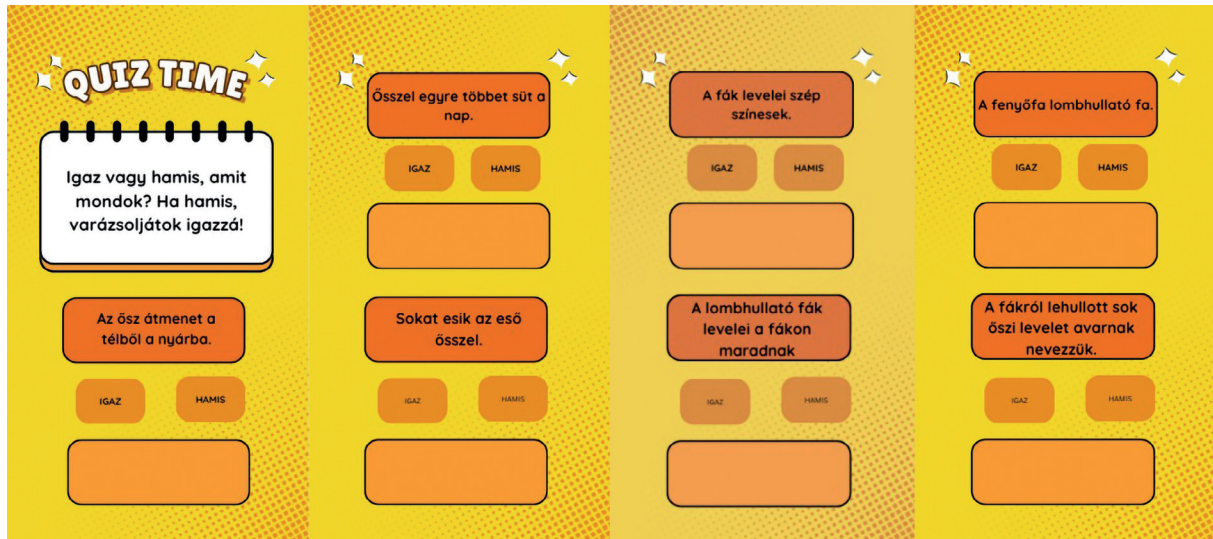 QUIZ TIME
Igaz vagy hamis, amit
mondok? Ha hamis,
varázsoljátok igazzá!
Az ősz átmenet a
télből a nyárba.
IGAZ
HAMIS
Ősszel egyre többet süt a
nap.
IGAZ
HAMIS
Sokat esik az eső
ősszel.
IGAZ
HAMIS
A fák levelei szép
színesek.
IGAZ
HAMIS
A lombhullató fák
levelei a fákon
maradnak
IGAZ
HAMIS
A fenyőfa lombhullató fa.
IGAZ
HAMIS
A fákról lehullott sok
őszi levelet avarnak
nevezzük.
IGAZ
HAMIS